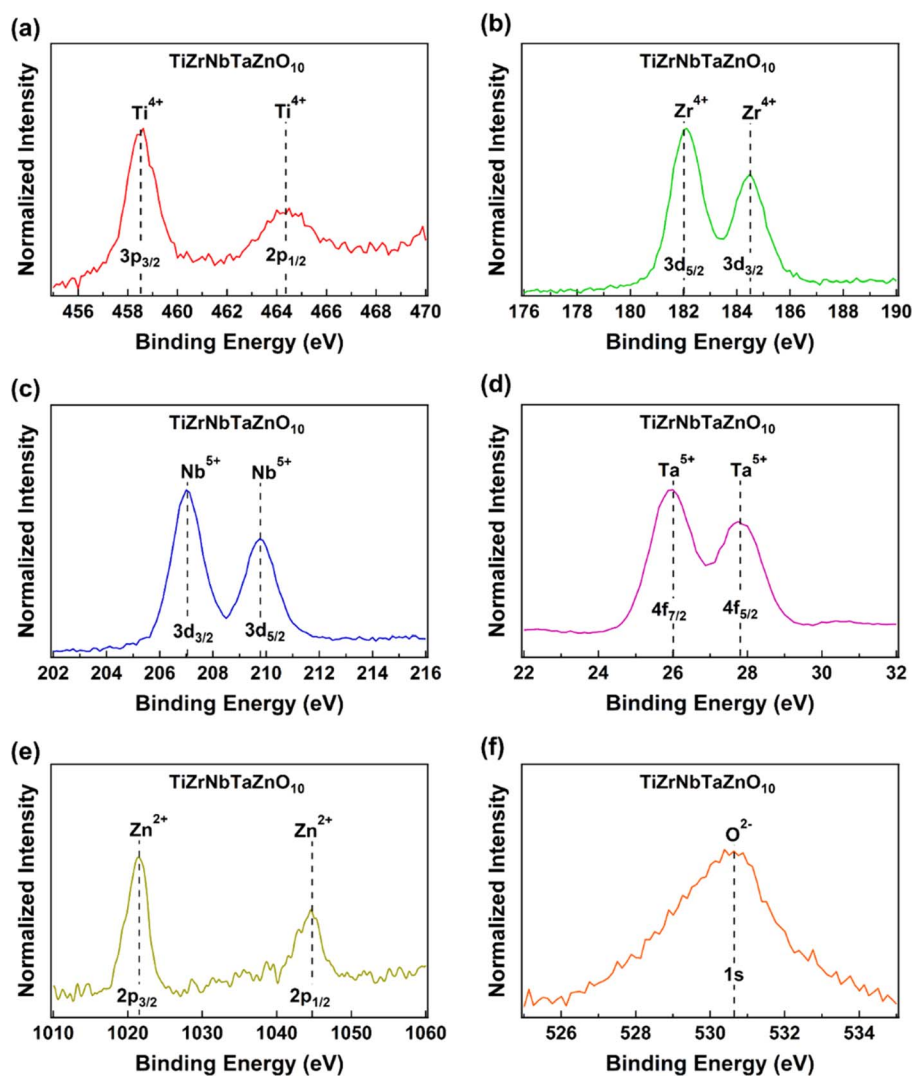 (a)
TiZrNbTaZnO₁₀
Ti⁴⁺ Ti⁴⁺
3p₃/₂ 2p₁/₂
Normalized Intensity
456 458 460 462 464 466 468 470
Binding Energy (eV)
(b)
TiZrNbTaZnO₁₀
Zr⁴⁺ Zr⁴⁺
3d₅/₂ 3d₃/₂
Normalized Intensity
176 178 180 182 184 186 188 190
Binding Energy (eV)
(c)
TiZrNbTaZnO₁₀
Nb⁵⁺ Nb⁵⁺
3d₃/₂ 3d₅/₂
Normalized Intensity
202 204 206 208 210 212 214 216
Binding Energy (eV)
(d)
TiZrNbTaZnO₁₀
Ta⁵⁺ Ta⁵⁺
4f₇/₂ 4f₅/₂
Normalized Intensity
22 24 26 28 30 32
Binding Energy (eV)
(e)
TiZrNbTaZnO₁₀
Zn²⁺ Zn²⁺
2p₃/₂ 2p₁/₂
Normalized Intensity
1010 1020 1030 1040 1050 1060
Binding Energy (eV)
(f)
TiZrNbTaZnO₁₀
O²⁻
1s
Normalized Intensity
526 528 530 532 534
Binding Energy (eV)